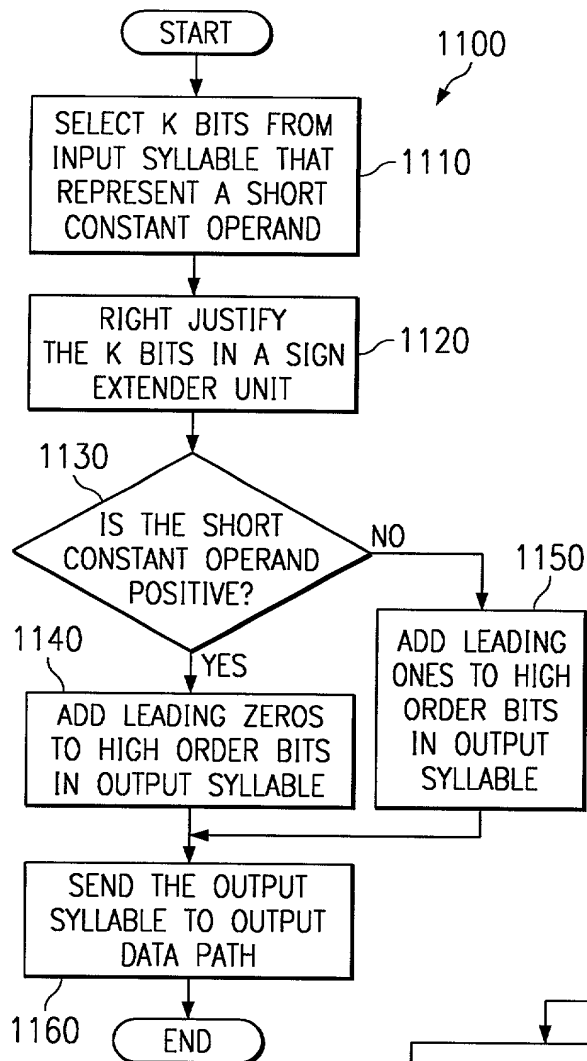 START
1100
SELECT K BITS FROM
INPUT SYLLABLE THAT
REPRESENT A SHORT
CONSTANT OPERAND
1110
RIGHT JUSTIFY
THE K BITS IN A SIGN
EXTENDER UNIT
1120
1130
IS THE SHORT
CONSTANT OPERAND
POSITIVE?
NO
YES
1150
ADD LEADING
ONES TO HIGH
ORDER BITS
IN OUTPUT
SYLLABLE
1140
ADD LEADING ZEROS
TO HIGH ORDER BITS
IN OUTPUT SYLLABLE
SEND THE OUTPUT
SYLLABLE TO OUTPUT
DATA PATH
1160
END